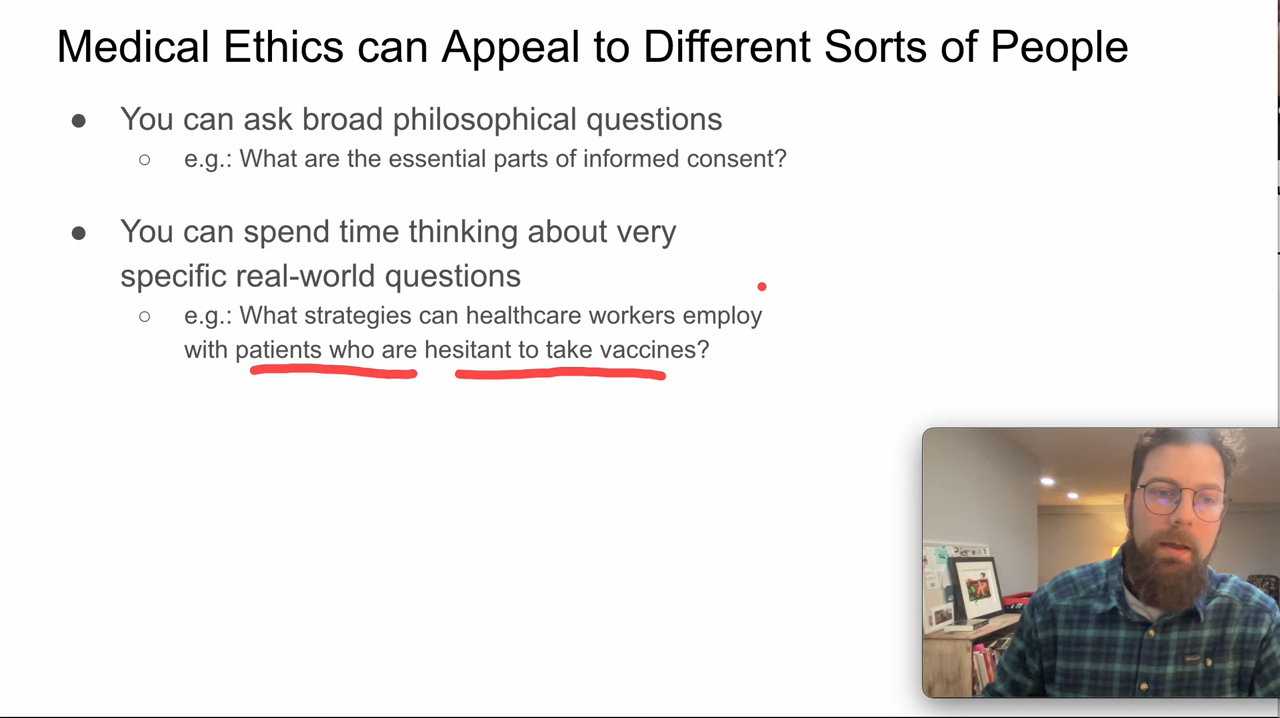 Medical Ethics can Appeal to Different Sorts of People
● You can ask broad philosophical questions
○ e.g.: What are the essential parts of informed consent?
● You can spend time thinking about very
specific real-world questions
○ e.g.: What strategies can healthcare workers employ
with patients who are hesitant to take vaccines?